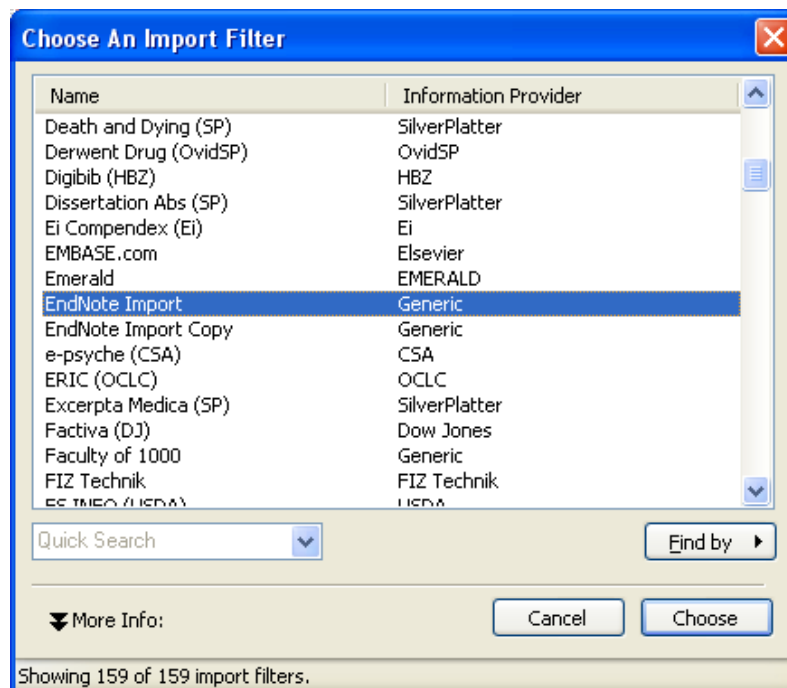 Choose An Import Filter
Name Information Provider
Death and Dying (SP) SilverPlatter
Derwent Drug (OvidSP) OvidSP
Digibib (HBZ) HBZ
Dissertation Abs (SP) SilverPlatter
Ei Compendex (Ei) Ei
EMBASE.com Elsevier
Emerald EMERALD
EndNote Import Generic
EndNote Import Copy Generic
e-psyche (CSA) CSA
ERIC (OCLC) OCLC
Excerpta Medica (SP) SilverPlatter
Factiva (DJ) Dow Jones
Faculty of 1000 Generic
FIZ Technik FIZ Technik
(USDA) USDA
Quick Search Find by
More Info: Cancel Choose
Showing 159 of 159 import filters.